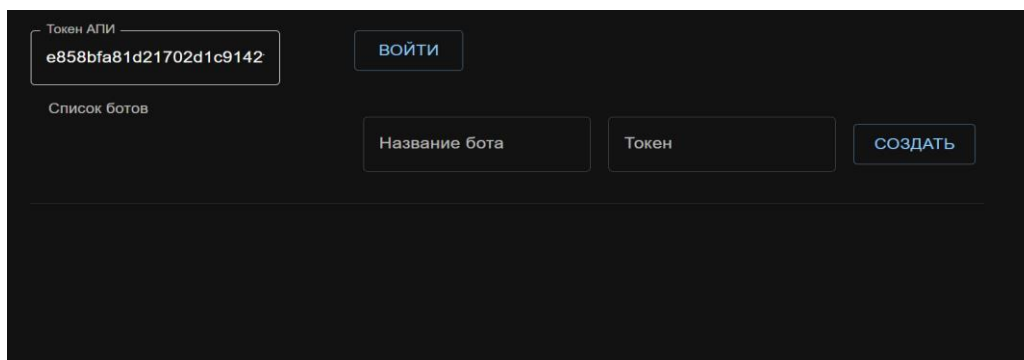 Токен АПИ
e858bfa81d21702d1c9142
ВОЙТИ
Список ботов
Название бота
Токен
СОЗДАТЬ